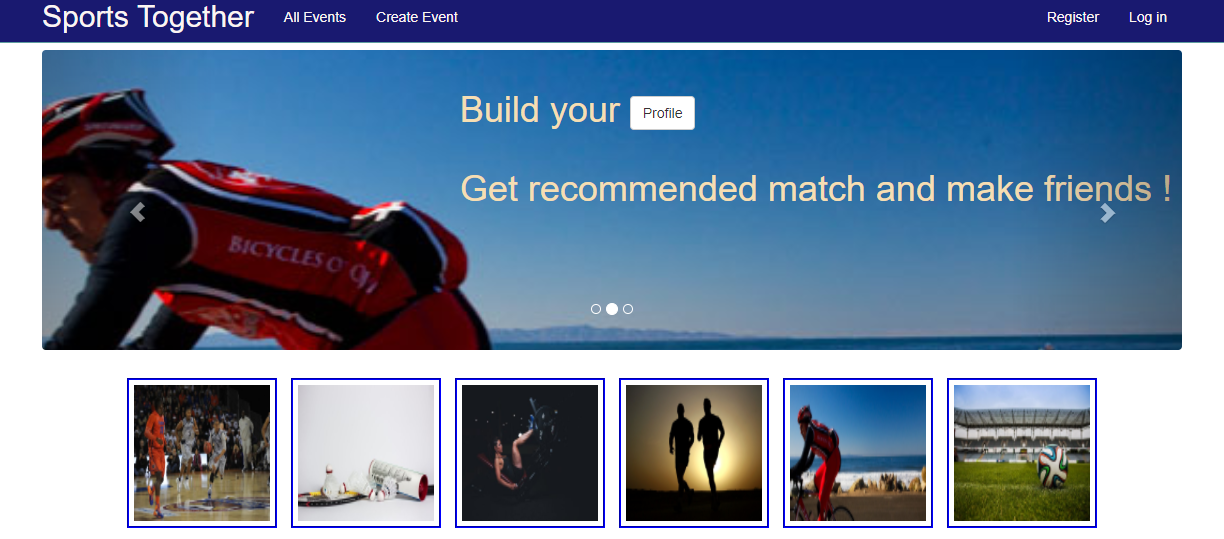 Sports Together All Events Create Event Register Log in
Build your Profile
Get recommended match and make friends !
BICYCLES O